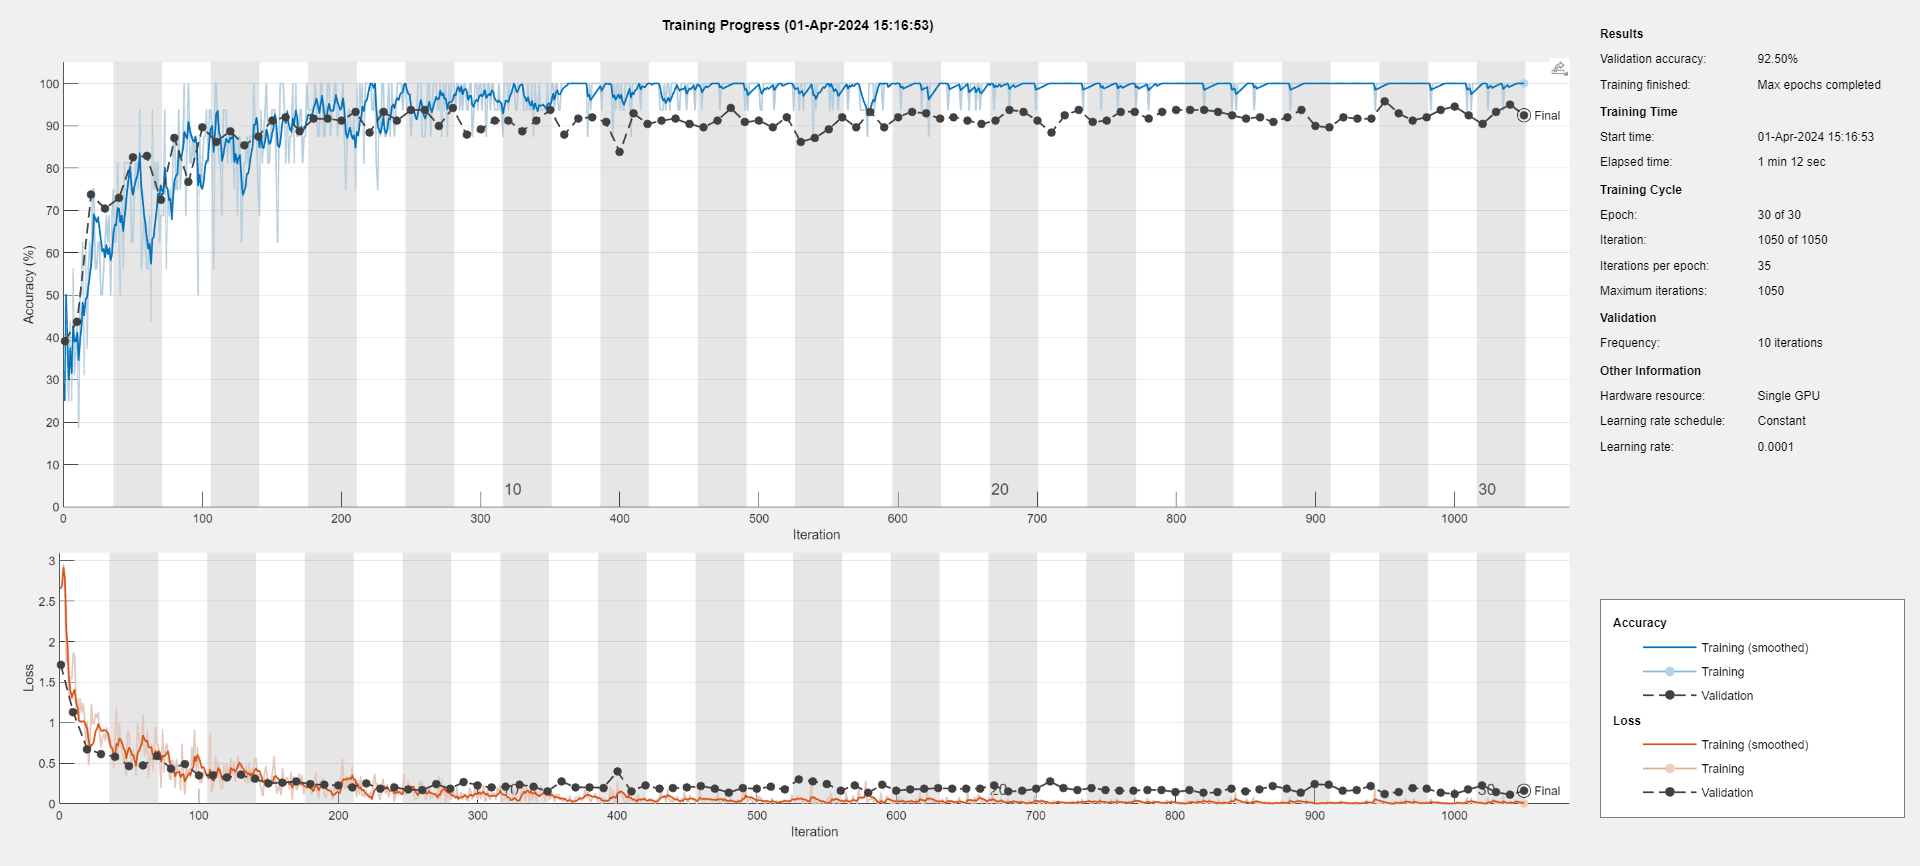 Training Progress (01-Apr-2024 15:16:53)
Accuracy (%)
100
90
80
70
60
50
40
30
20
10
0
10
20
30
Final
0 100 200 300 400 500 600 700 800 900 1000
Iteration
Loss
3
2.5
2
1.5
1
0.5
0
10
20
30
Final
0 100 200 300 400 500 600 700 800 900 1000
Iteration
Results
Validation accuracy: 92.50%
Training finished: Max epochs completed
Training Time
Start time: 01-Apr-2024 15:16:53
Elapsed time: 1 min 12 sec
Training Cycle
Epoch: 30 of 30
Iteration: 1050 of 1050
Iterations per epoch: 35
Maximum iterations: 1050
Validation
Frequency: 10 iterations
Other Information
Hardware resource: Single GPU
Learning rate schedule: Constant
Learning rate: 0.0001
Accuracy
Training (smoothed)
Training
Validation
Loss
Training (smoothed)
Training
Validation